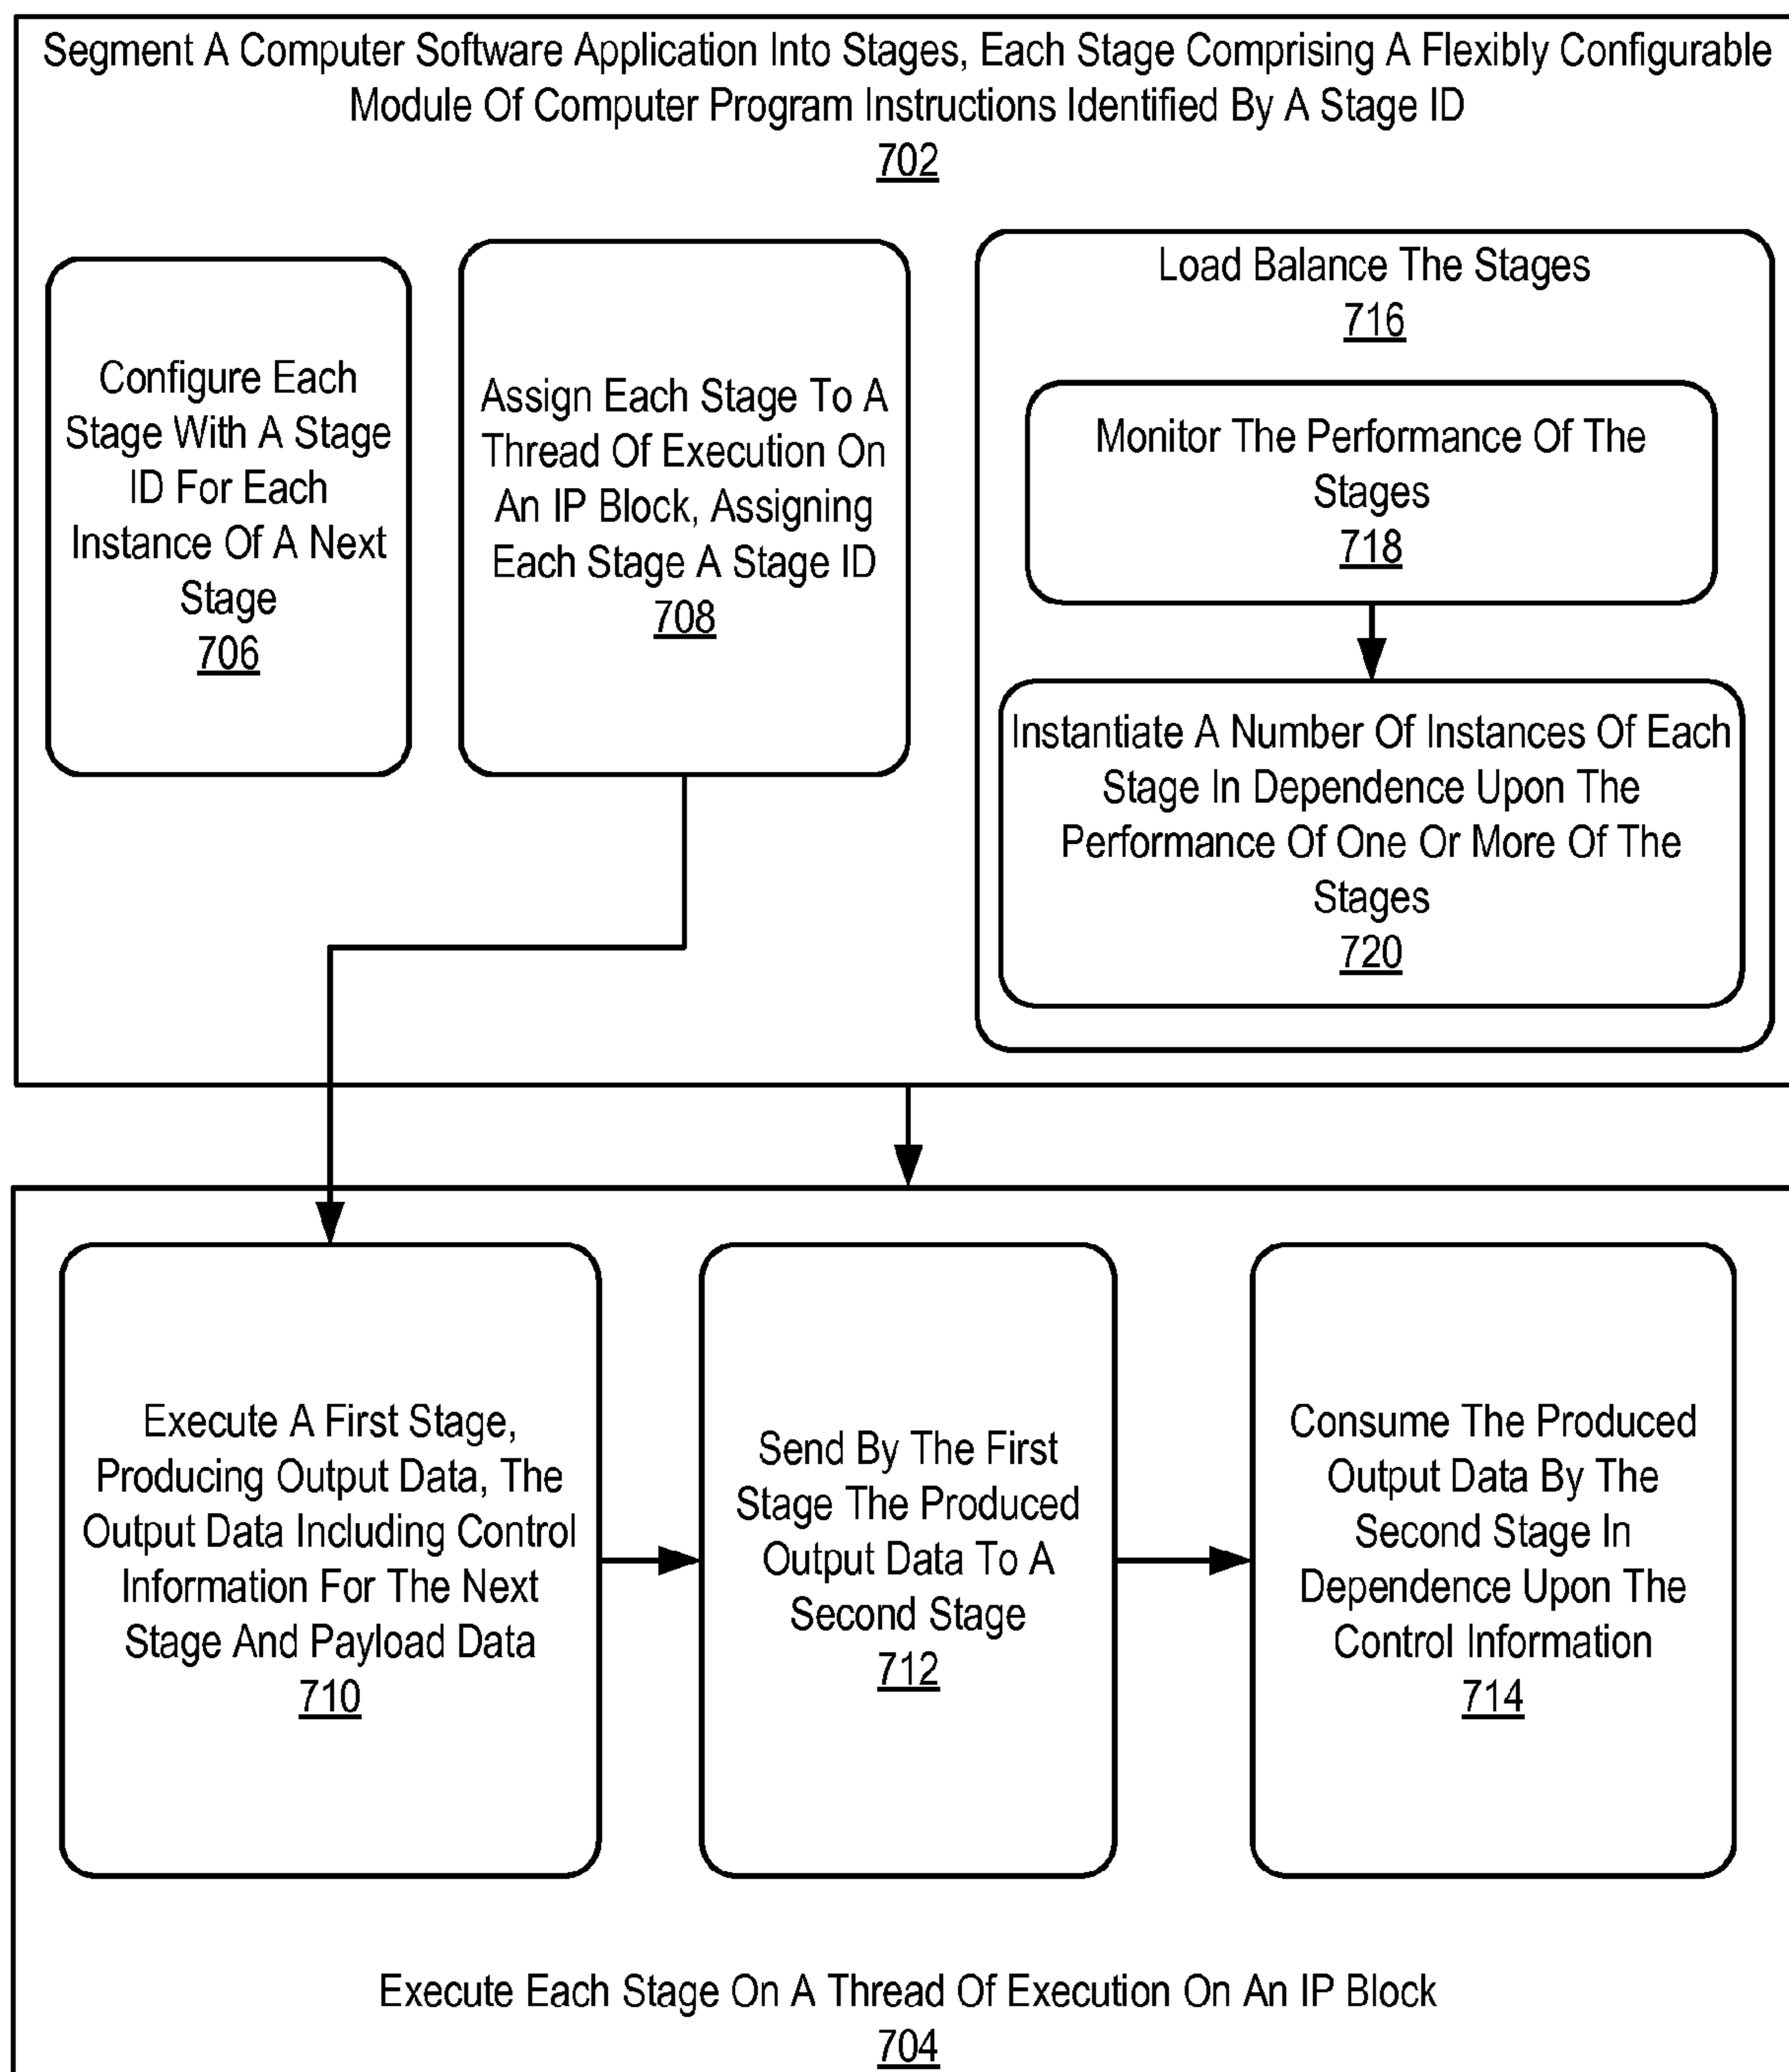 Segment A Computer Software Application Into Stages, Each Stage Comprising A Flexibly Configurable
Module Of Computer Program Instructions Identified By A Stage ID
702
Configure Each
Stage With A Stage
ID For Each
Instance Of A Next
Stage
706
Assign Each Stage To A
Thread Of Execution On
An IP Block, Assigning
Each Stage A Stage ID
708
Load Balance The Stages
716
Monitor The Performance Of The
Stages
718
Instantiate A Number Of Instances Of Each
Stage In Dependence Upon The
Performance Of One Or More Of The
Stages
720
Execute A First Stage,
Producing Output Data, The
Output Data Including Control
Information For The Next
Stage And Payload Data
710
Send By The First
Stage The Produced
Output Data To A
Second Stage
712
Consume The Produced
Output Data By The
Second Stage In
Dependence Upon The
Control Information
714
Execute Each Stage On A Thread Of Execution On An IP Block
704